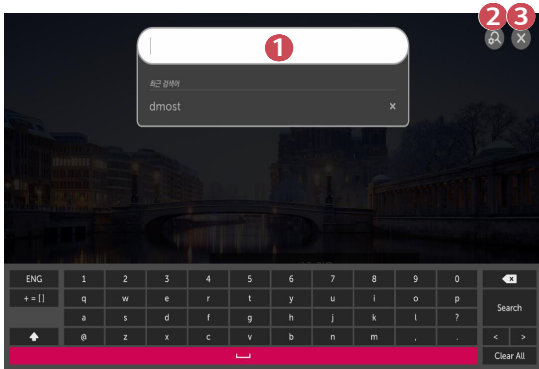 2 3
1
최근 검색어
dmost ×
ENG 1 2 3 4 5 6 7 8 9 0
+ = [ ] q w e r t y u i o p
Search
a s d f g h j k l ?
@ z x c v b n m , . < >
Clear All